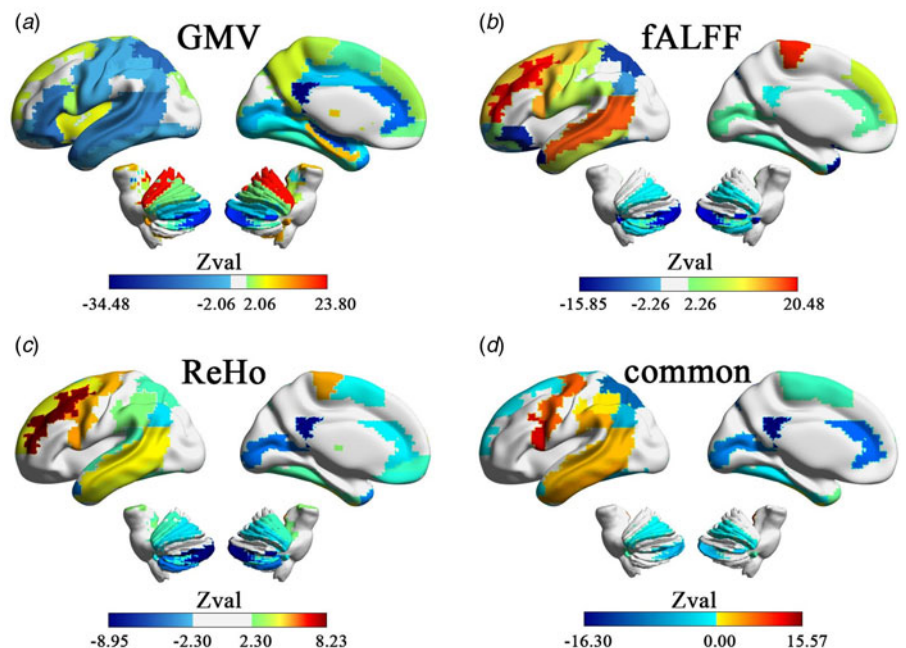 (a) GMV
(b) fALFF
Zval
-34.48 -2.06 2.06 23.80
Zval
-15.85 -2.26 2.26 20.48
(c) ReHo
(d) common
Zval
-8.95 -2.30 2.30 8.23
Zval
-16.30 0.00 15.57